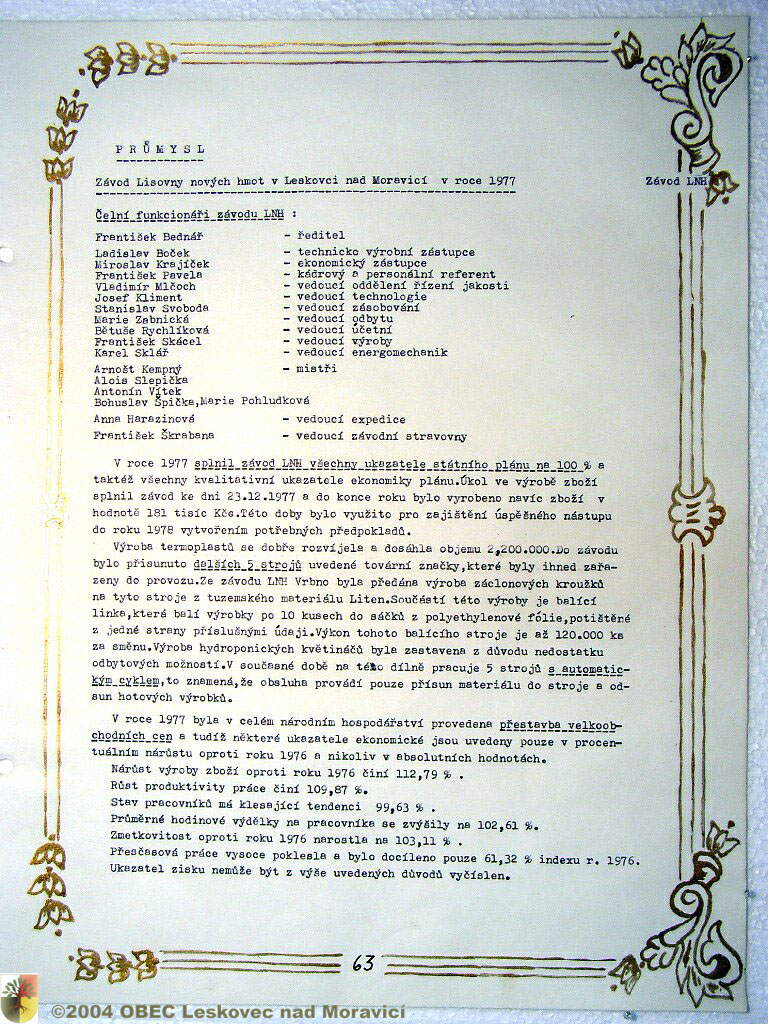 PRŮMYSL
Závod Lisovny nových hmot v Leskovci nad Moravicí v roce 1977
Závod LNH
Čelní funkcionáři závodu LNH :
František Bednář - ředitel
Ladislav Boček - technicko výrobní zástupce
Miroslav Krajíček - ekonomický zástupce
František Pavela - kádrový a personální referent
Vladimír Mlčoch - vedoucí oddělení řízení jakosti
Josef Kliment - vedoucí technologie
Stanislav Svoboda - vedoucí zásobování
Marie Zabnická - vedoucí odbytu
Bětuše Rychlíková - vedoucí účetní
František Skácel - vedoucí výroby
Karel Sklář - vedoucí energomechanik
Arnošt Kempný - mistři
Alois Slepička
Antonín Vítek
Bohuslav Špička,Marie Pohludková
Anna Harazinová - vedoucí expedice
František Škrabana - vedoucí závodní stravovny
V roce 1977 splnil závod LNH všechny ukazatele státního plánu na 100 % a
taktéž všechny kvalitativní ukazatele ekonomiky plánu.Úkol ve výrobě zboží
splnil závod ke dni 23.12.1977 a do konce roku bylo vyrobeno navíc zboží v
hodnotě 181 tisíc Kčs.Této doby bylo využito pro zajištění úspěšného nástupu
do roku 1978 vytvořením potřebných předpokladů.
Výroba termoplastů se dobře rozvíjela a dosáhla objemu 2,200.000.Do závodu
bylo přisunuto dalších 5 strojů uvedené tovární značky,které byly ihned zařa-
zeny do provozu.Ze závodu LNH Vrbno byla předána výroba záclonových kroužků
na tyto stroje z tuzemského materiálu Liten.Součástí této výroby je balící
linka,která balí výrobky po 10 kusech do sáčků z polyethylenové fólie,potištěné
z jedné strany příslušnými údaji.Výkon tohoto balícího stroje je až 120.000 ks
za směnu.Výroba hydroponických květináčů byla zastavena z důvodu nedostatku
odbytových možností.V současné době na této dílně pracuje 5 strojů s automatic-
kým cyklem,to znamená,že obsluha provádí pouze přísun materiálu do stroje a od-
sun hotových výrobků.
V roce 1977 byla v celém národním hospodářství provedena přestavba velkoob-
chodních cen a tudíž některé ukazatele ekonomické jsou uvedeny pouze v procen-
tuálním nárůstu oproti roku 1976 a nikoliv v absolutních hodnotách.
Nárůst výroby zboží oproti roku 1976 činí 112,79 % .
Růst produktivity práce činí 109,87 %.
Stav pracovníků má klesající tendenci 99,63 % .
Průměrné hodinové výdělky na pracovníka se zvýšily na 102,61 %.
Zmetkovitost oproti roku 1976 narostla na 103,11 % .
Přesčasová práce vysoce poklesla a bylo docíleno pouze 61,32 % indexu r. 1976.
Ukazatel zisku nemůže být z výše uvedených důvodů vyčíslen.
63
©2004 OBEC Leskovec nad Moravicí